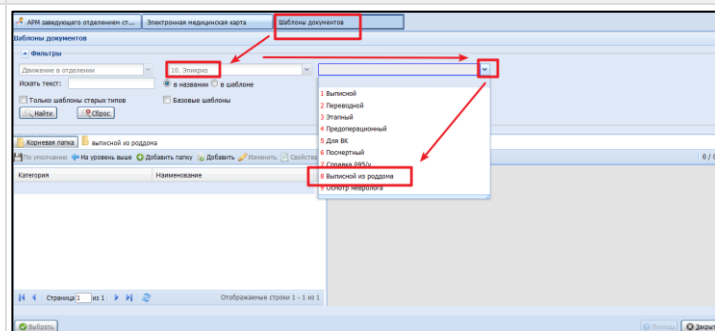 АРМ заведующего отделением ст... Электронная медицинская карта Шаблоны документов
Шаблоны документов
Фильтры
Движение в отделении 10. Эпикриз
Искать текст: в названии в шаблоне
Только шаблоны старых типов Базовые шаблоны
Найти Сброс
1 Выписной
2 Переводной
3 Этапный
4 Предоперационный
5 Для ВК
6 Посмертный
7 Справка 095/у
8 Выписной из роддома
9 Осмотр невролога
Корневая папка выписной из роддома
По умолчанию На уровень выше Добавить папку Добавить Изменить Свойства 0 / 0
Категория Наименование
Страница 1 из 1 Отображаемые строки 1 - 1 из 1
Выбрать Помощь Закрыт